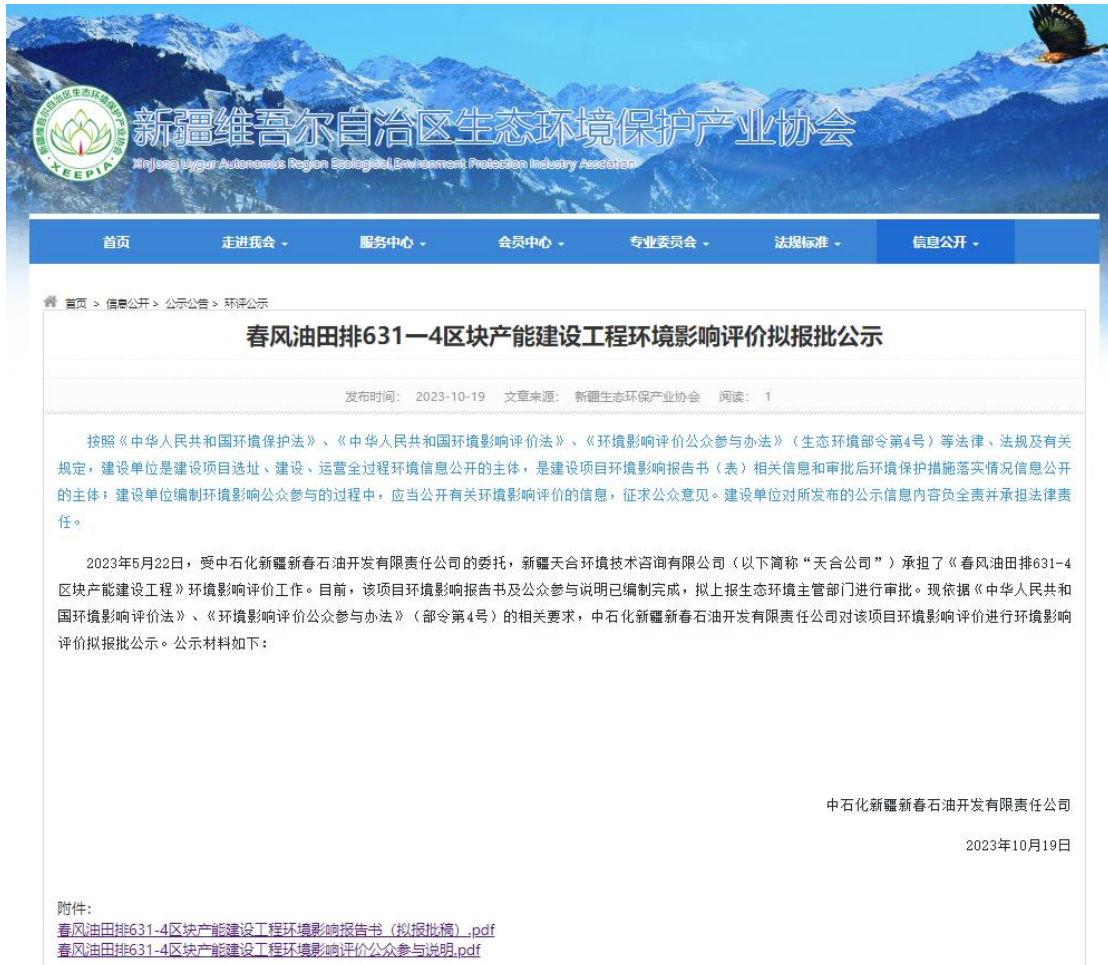 新疆维吾尔自治区生态环境保护产业协会
Xinjiang Uygur Autonomous Region Ecological Environment Protection Industry Association
新疆维吾尔自治区生态环境保护产业协会
XEEPIA
首页 走进我会 服务中心 会员中心 专业委员会 法规标准 信息公开
首页 > 信息公开 > 公示公告 > 环评公示
春风油田排631—4区块产能建设工程环境影响评价拟报批公示
发布时间: 2023-10-19 文章来源: 新疆生态环保产业协会 阅读: 1
按照《中华人民共和国环境保护法》、《中华人民共和国环境影响评价法》、《环境影响评价公众参与办法》（生态环境部令第4号）等法律、法规及有关
规定，建设单位是建设项目选址、建设、运营全过程环境信息公开的主体，是建设项目环境影响报告书（表）相关信息和审批后环境保护措施落实情况信息公开
的主体；建设单位编制环境影响公众参与的过程中，应当公开有关环境影响评价的信息，征求公众意见。建设单位对所发布的公示信息内容负全责并承担法律责
任。
2023年5月22日，受中石化新疆新春石油开发有限责任公司的委托，新疆天合环境技术咨询有限公司（以下简称“天合公司”）承担了《春风油田排631-4
区块产能建设工程》环境影响评价工作。目前，该项目环境影响报告书及公众参与说明已编制完成，拟上报生态环境主管部门进行审批。现依据《中华人民共和
国环境影响评价法》、《环境影响评价公众参与办法》（部令第4号）的相关要求，中石化新疆新春石油开发有限责任公司对该项目环境影响评价进行环境影响
评价拟报批公示。公示材料如下：
中石化新疆新春石油开发有限责任公司
2023年10月19日
附件:
春风油田排631-4区块产能建设工程环境影响报告书（拟报批稿）.pdf
春风油田排631-4区块产能建设工程环境影响评价公众参与说明.pdf